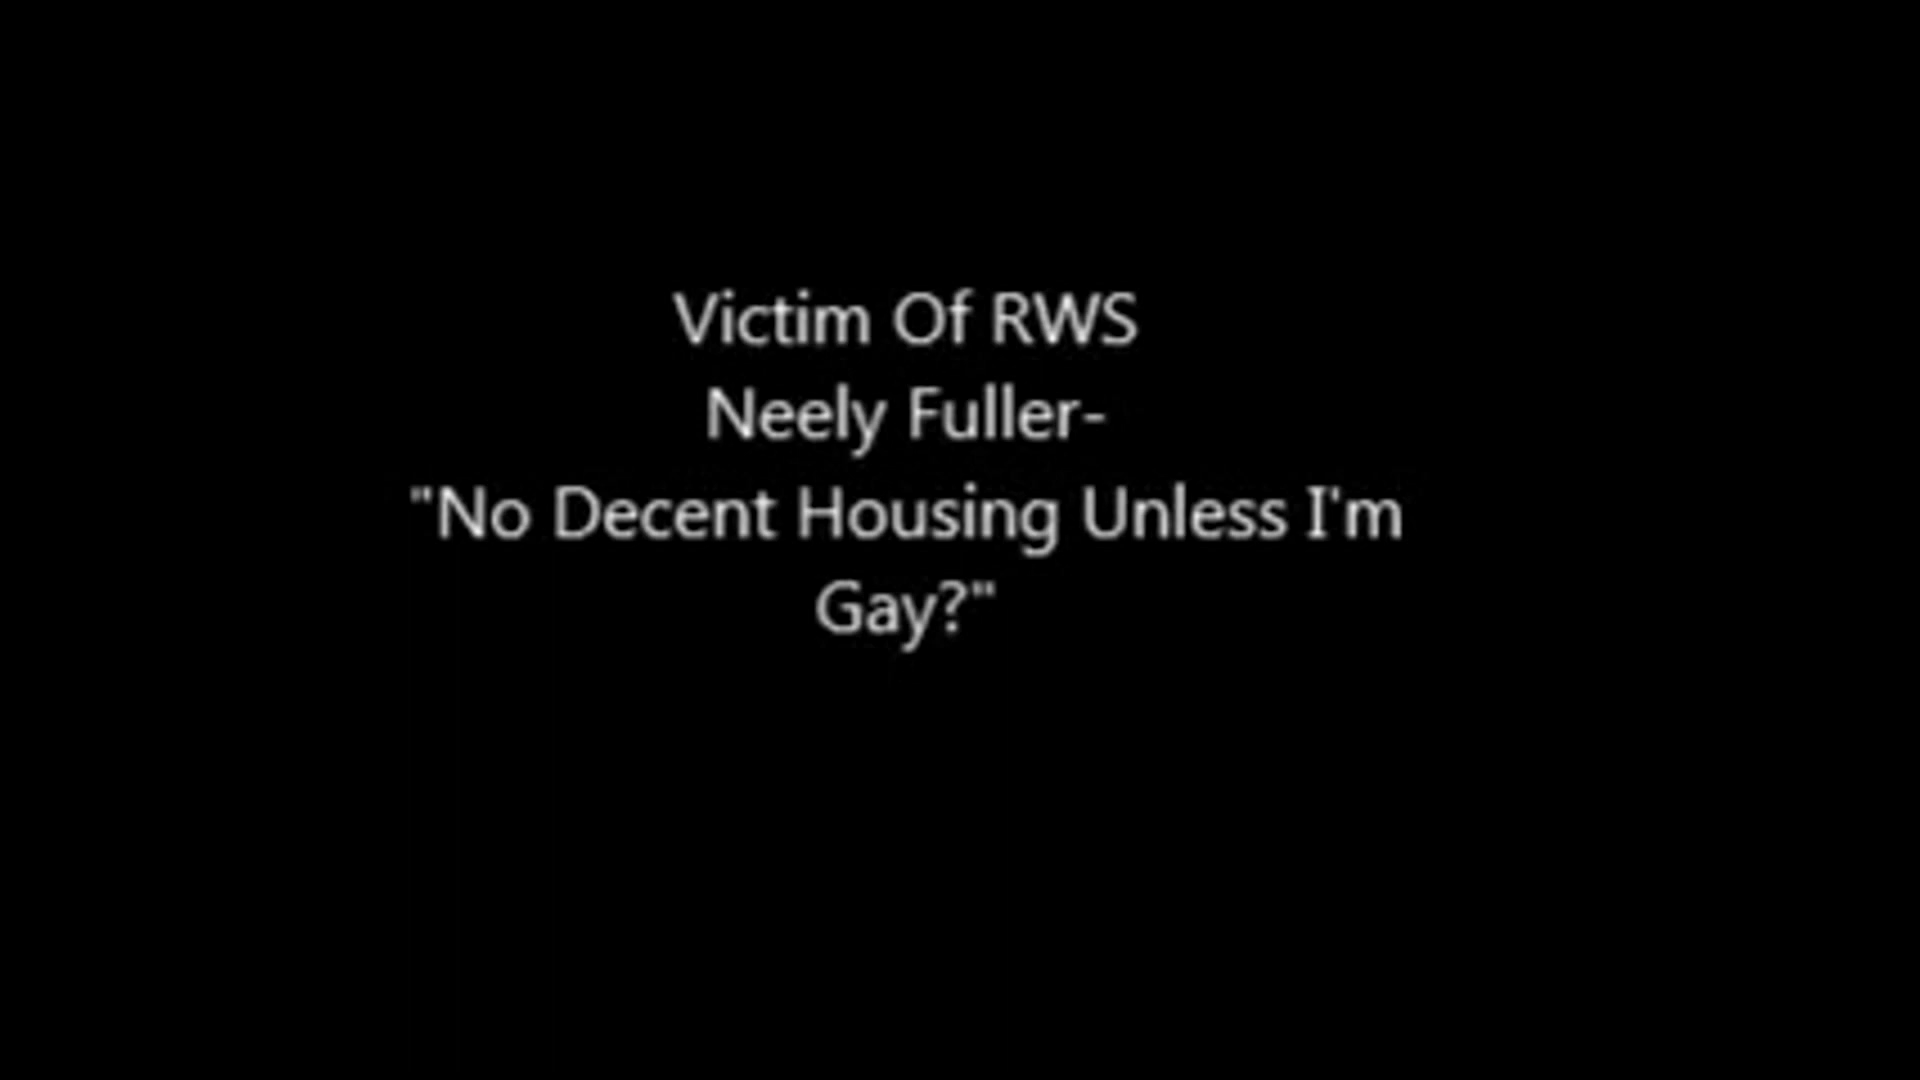 Victim Of RWS
Neely Fuller-
"No Decent Housing Unless I'm
Gay?"